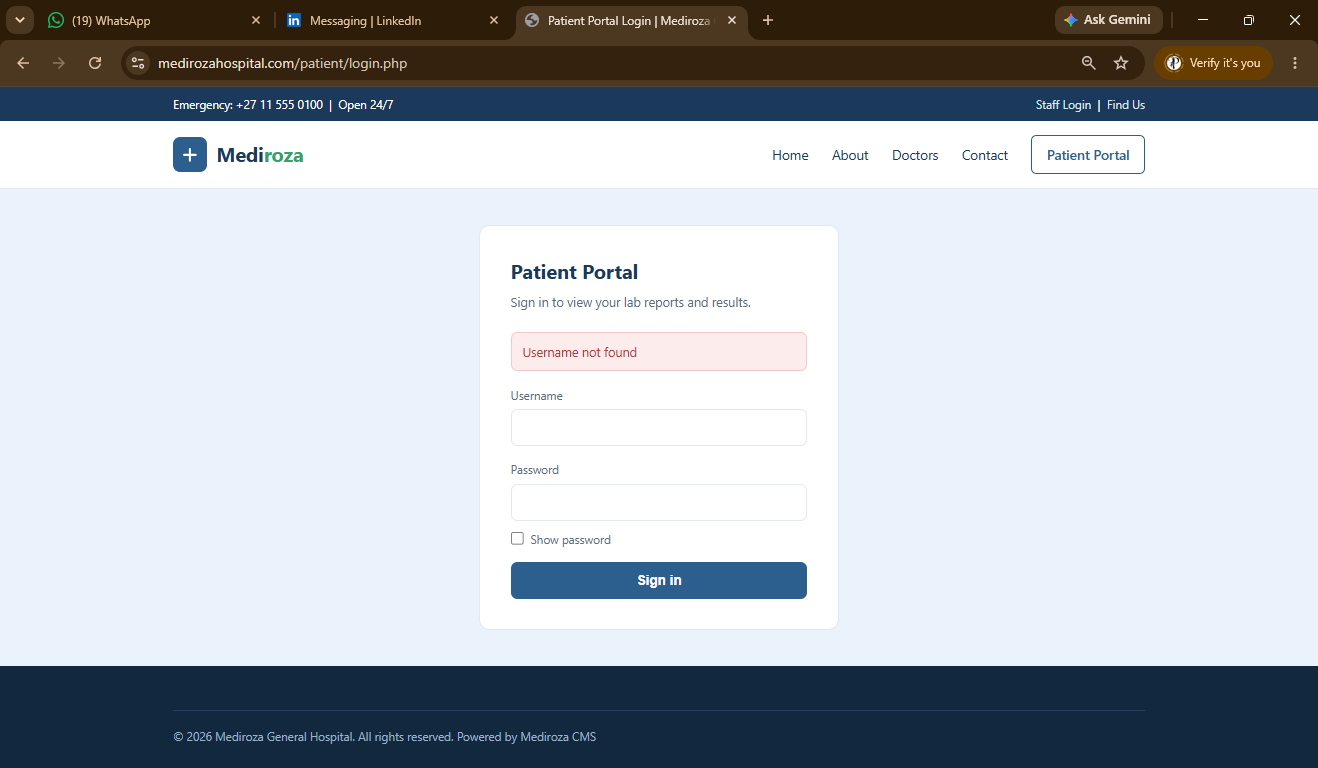 (19) WhatsApp
Messaging | LinkedIn
Patient Portal Login | Mediroza
Ask Gemini
medirozahospital.com/patient/login.php
Verify it's you
Emergency: +27 11 555 0100 | Open 24/7
Staff Login | Find Us
Mediroza
Home About Doctors Contact Patient Portal
Patient Portal
Sign in to view your lab reports and results.
Username not found
Username
Password
Show password
Sign in
© 2026 Mediroza General Hospital. All rights reserved. Powered by Mediroza CMS